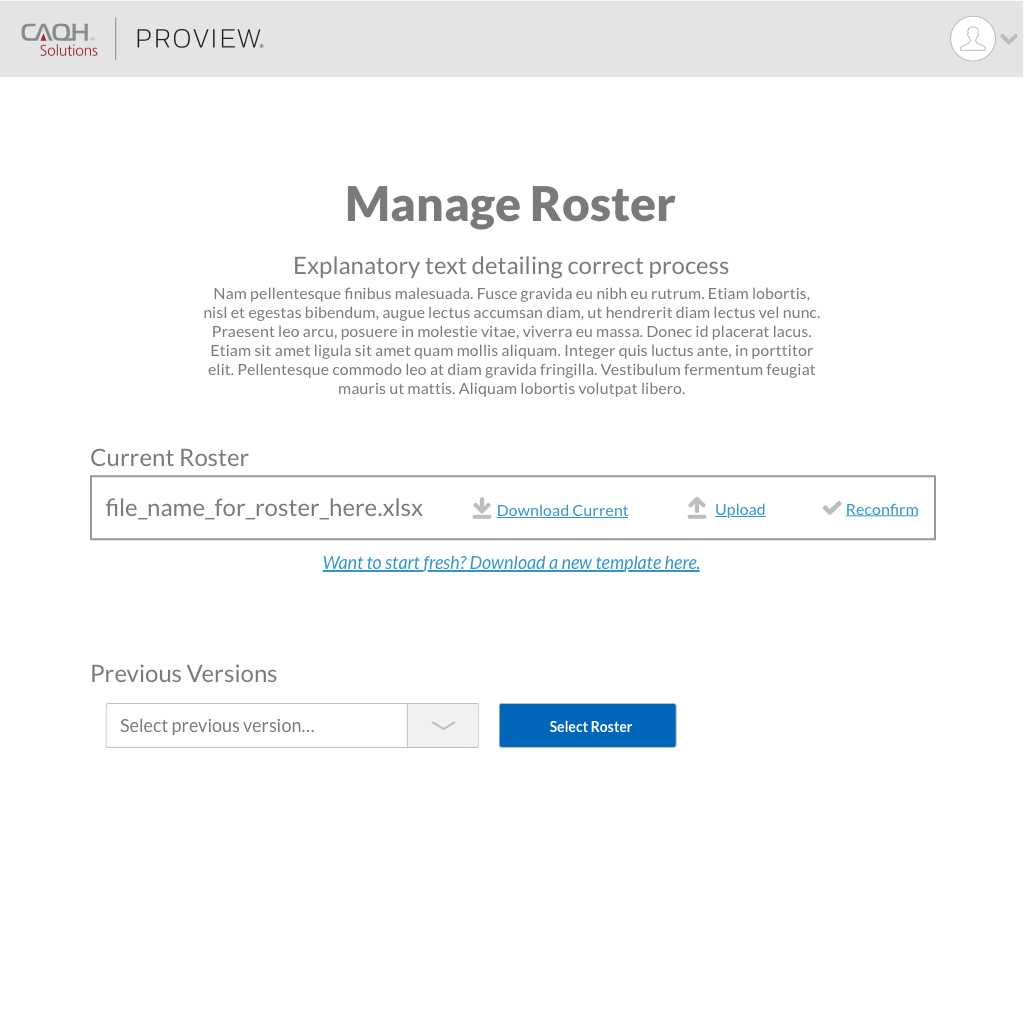 CAQH
Solutions
PROVIEW.
Manage Roster
Explanatory text detailing correct process
Nam pellentesque finibus malesuada. Fusce gravida eu nibh eu rutrum. Etiam lobortis,
nisl et egestas bibendum, augue lectus accumsan diam, ut hendrerit diam lectus vel nunc.
Praesent leo arcu, posuere in molestie vitae, viverra eu massa. Donec id placerat lacus.
Etiam sit amet ligula sit amet quam mollis aliquam. Integer quis luctus ante, in porttitor
elit. Pellentesque commodo leo at diam gravida fringilla. Vestibulum fermentum feugiat
mauris ut mattis. Aliquam lobortis volutpat libero.
Current Roster
file_name_for_roster_here.xlsx Download Current Upload Reconfirm
Want to start fresh? Download a new template here.
Previous Versions
Select previous version... Select Roster